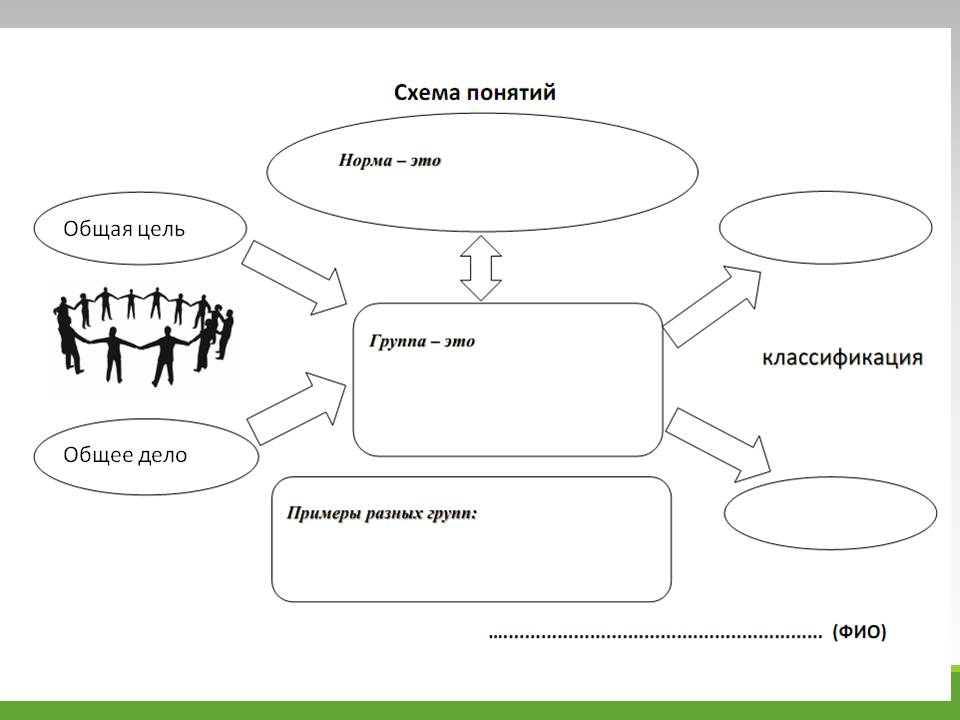 Схема понятий
Норма – это
Общая цель
Группа – это
классификация
Общее дело
Примеры разных групп:
…......................................................... (ФИО)